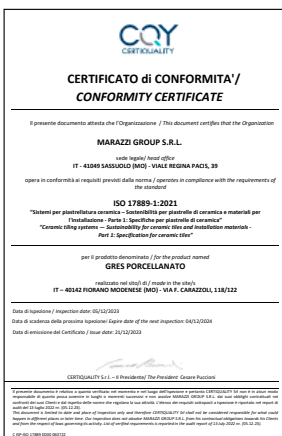 CQY
CERTIQUALITY
CERTIFICATO di CONFORMITA'/
CONFORMITY CERTIFICATE
Il presente documento attesta che l'Organizzazione / This document certifies that the Organization
MARAZZI GROUP S.R.L.
sede legale/ head office
IT - 41049 SASSUOLO (MO) - VIALE REGINA PACIS, 39
opera in conformità ai requisiti previsti dalla norma / operates in compliance with the requirements of
the standard
ISO 17889-1:2021
"Sistemi per piastrellatura ceramica – Sostenibilità per piastrelle di ceramica e materiali per
l'installazione - Parte 1: Specifiche per piastrelle di ceramica"
"Ceramic tiling systems — Sustainability for ceramic tiles and installation materials -
Part 1: Specification for ceramic tiles"
per il prodotto denominato / for the product named
GRES PORCELLANATO
realizzato nel sito/i di / made in the site/s
IT – 40142 FIORANO MODENESE (MO) - VIA F. CARAZZOLI, 118/122
Data di ispezione / Inspection date: 05/12/2023
Data di scadenza della prossima ispezione/ Expire date of the next inspection: 04/12/2024
Data di emissione del Certificato / Issue date: 21/12/2023
CERTIQUALITY S.r.l. – Il Presidente/ The President Cesare Puccioni